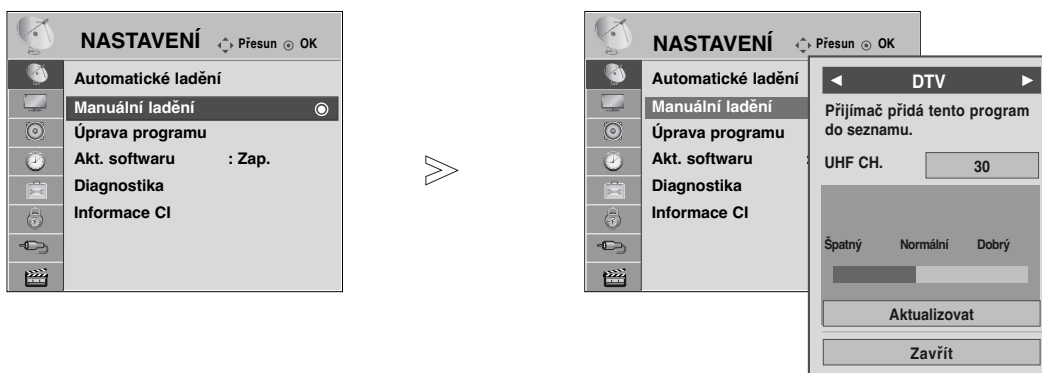 NASTAVENÍ Přesun OK
Automatické ladění
Manuální ladění
Úprava programu
Akt. softwaru : Zap.
Diagnostika
Informace CI
NASTAVENÍ Přesun OK
Automatické ladění
Manuální ladění
Úprava programu
Akt. softwaru :
Diagnostika
Informace CI
◄ DTV ►
Přijímač přidá tento program
do seznamu.
UHF CH. 30
Špatný Normální Dobrý
Aktualizovat
Zavřít